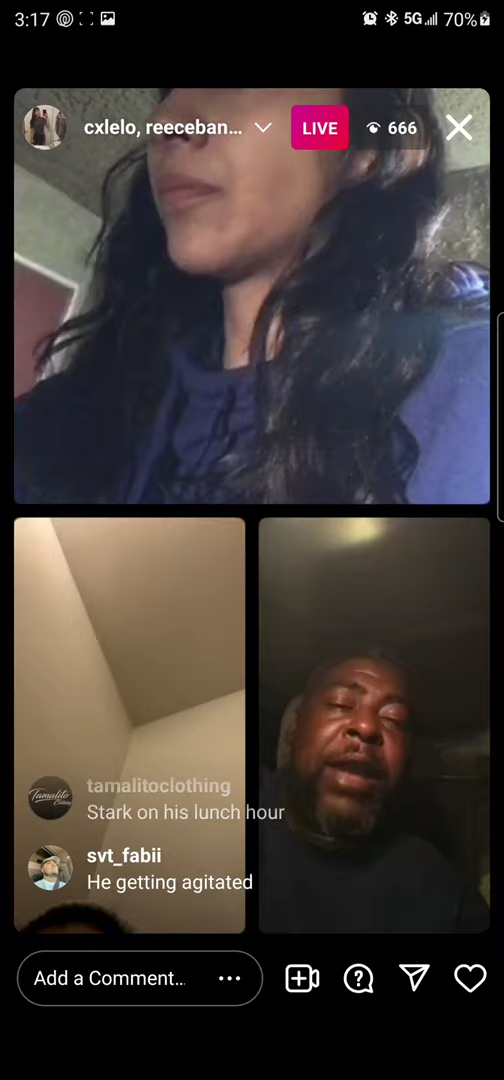 3:17 5G 70%
cxlelo, reeceban... LIVE 666
tamalitoclothing
Stark on his lunch hour
svt_fabii
He getting agitated
Add a Comment...